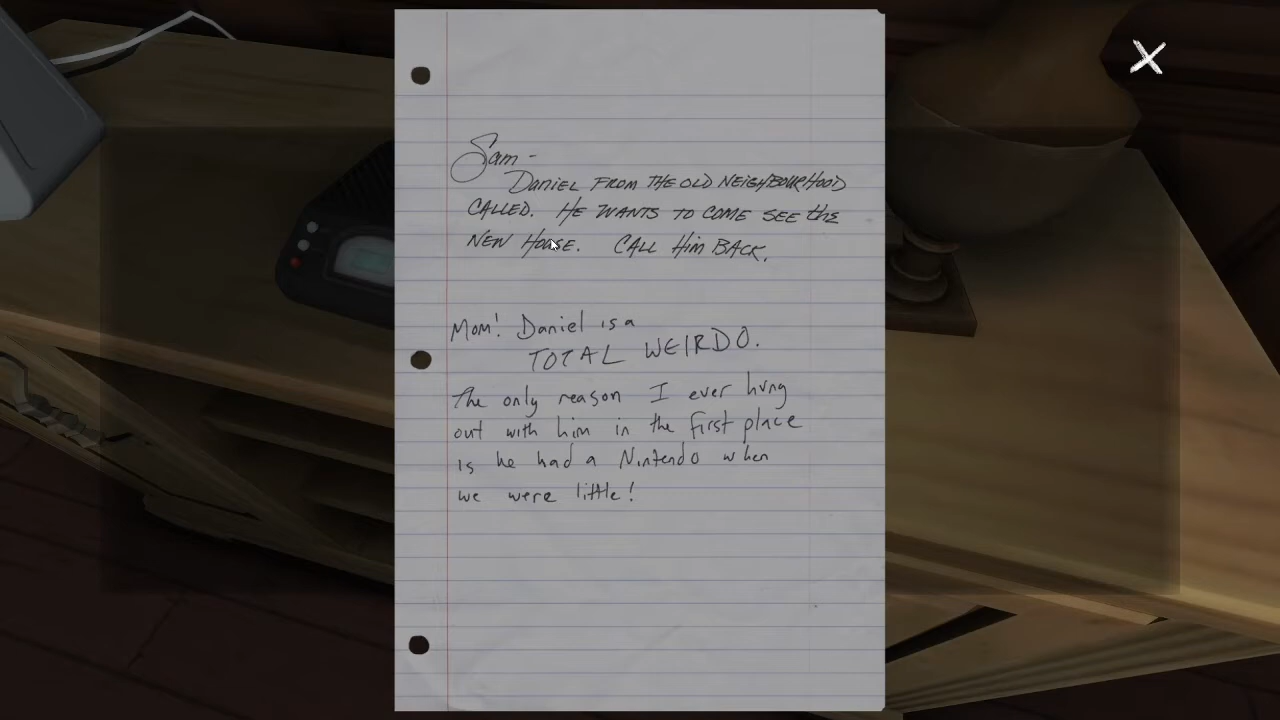 Sam -
DANIEL FROM THE OLD NEIGHBOURHOOD
CALLED. HE WANTS TO COME SEE the
NEW HOUSE. CALL HIM BACK.
Mom! Daniel is a
TOTAL WEIRDO.
The only reason I ever hung
out with him in the first place
is he had a Nintendo when
we were little!